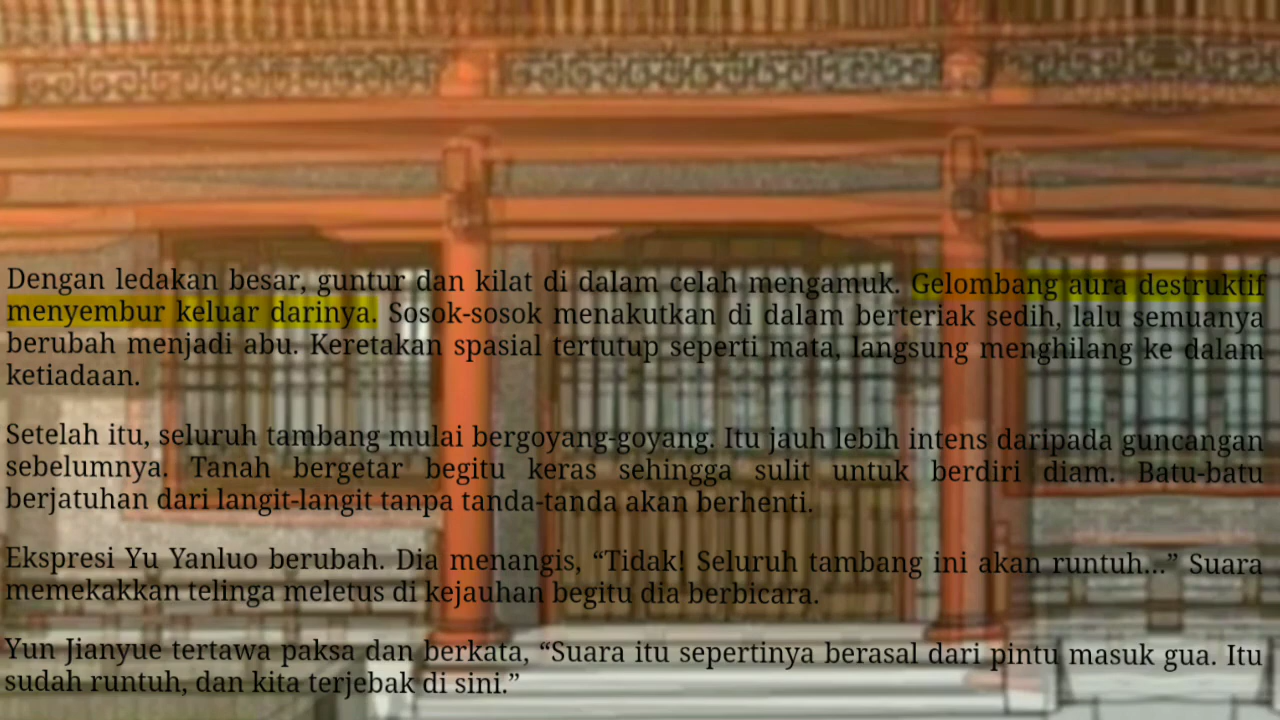 Dengan ledakan besar, guntur dan kilat di dalam celah mengamuk. Gelombang aura destruktif
menyembur keluar darinya. Sosok-sosok menakutkan di dalam berteriak sedih, lalu semuanya
berubah menjadi abu. Keretakan spasial tertutup seperti mata, langsung menghilang ke dalam
ketiadaan.
Setelah itu, seluruh tambang mulai bergoyang-goyang. Itu jauh lebih intens daripada guncangan
sebelumnya. Tanah bergetar begitu keras sehingga sulit untuk berdiri diam. Batu-batu
berjatuhan dari langit-langit tanpa tanda-tanda akan berhenti.
Ekspresi Yu Yanluo berubah. Dia menangis, “Tidak! Seluruh tambang ini akan runtuh...” Suara
memekakkan telinga meletus di kejauhan begitu dia berbicara.
Yun Jianyue tertawa paksa dan berkata, “Suara itu sepertinya berasal dari pintu masuk gua. Itu
sudah runtuh, dan kita terjebak di sini.”